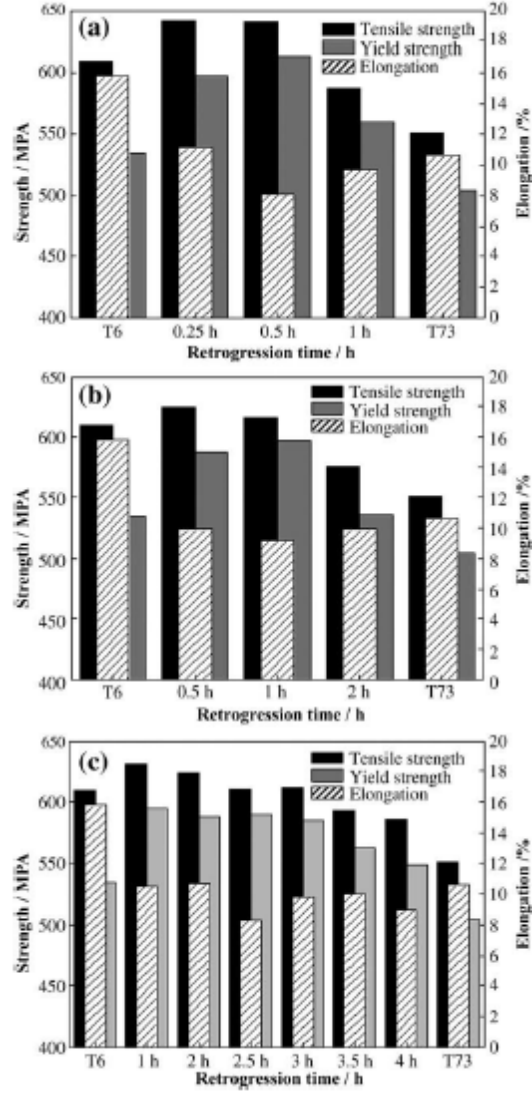 (a)
Tensile strength
Yield strength
Elongation
Strength / MPA
650
600
550
500
450
400
Elongation /%
20
18
16
14
12
10
8
6
4
2
0
T6 0.25 h 0.5 h 1 h T73
Retrogression time / h
(b)
Tensile strength
Yield strength
Elongation
Strength / MPA
650
600
550
500
450
400
Elongation /%
20
18
16
14
12
10
8
6
4
2
0
T6 0.5 h 1 h 2 h T73
Retrogression time / h
(c)
Tensile strength
Yield strength
Elongation
Strength / MPA
650
600
550
500
450
400
Elongation /%
20
18
16
14
12
10
8
6
4
2
0
T6 1 h 2 h 2.5 h 3 h 3.5 h 4 h T73
Retrogression time / h